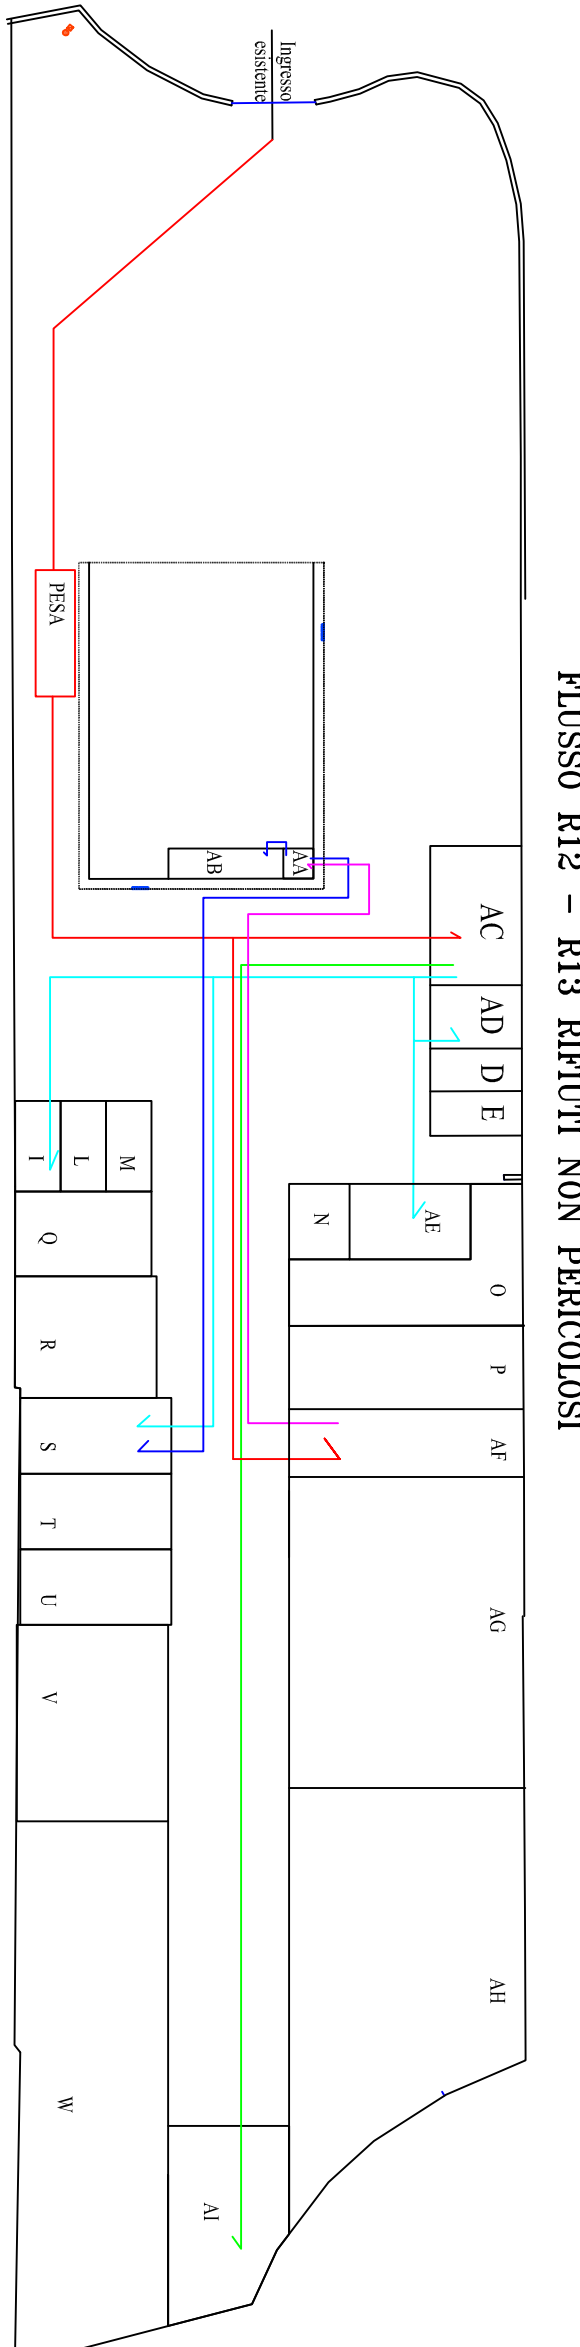 FLUSSO R12 - R13 RIFIUTI NON PERICOLOSI
Ingresso
esistente
PESA
AA
AB
AC
AD
D
E
M
L
I
AE
N
Q
O
R
P
S
AF
T
U
AG
V
AH
W
AI